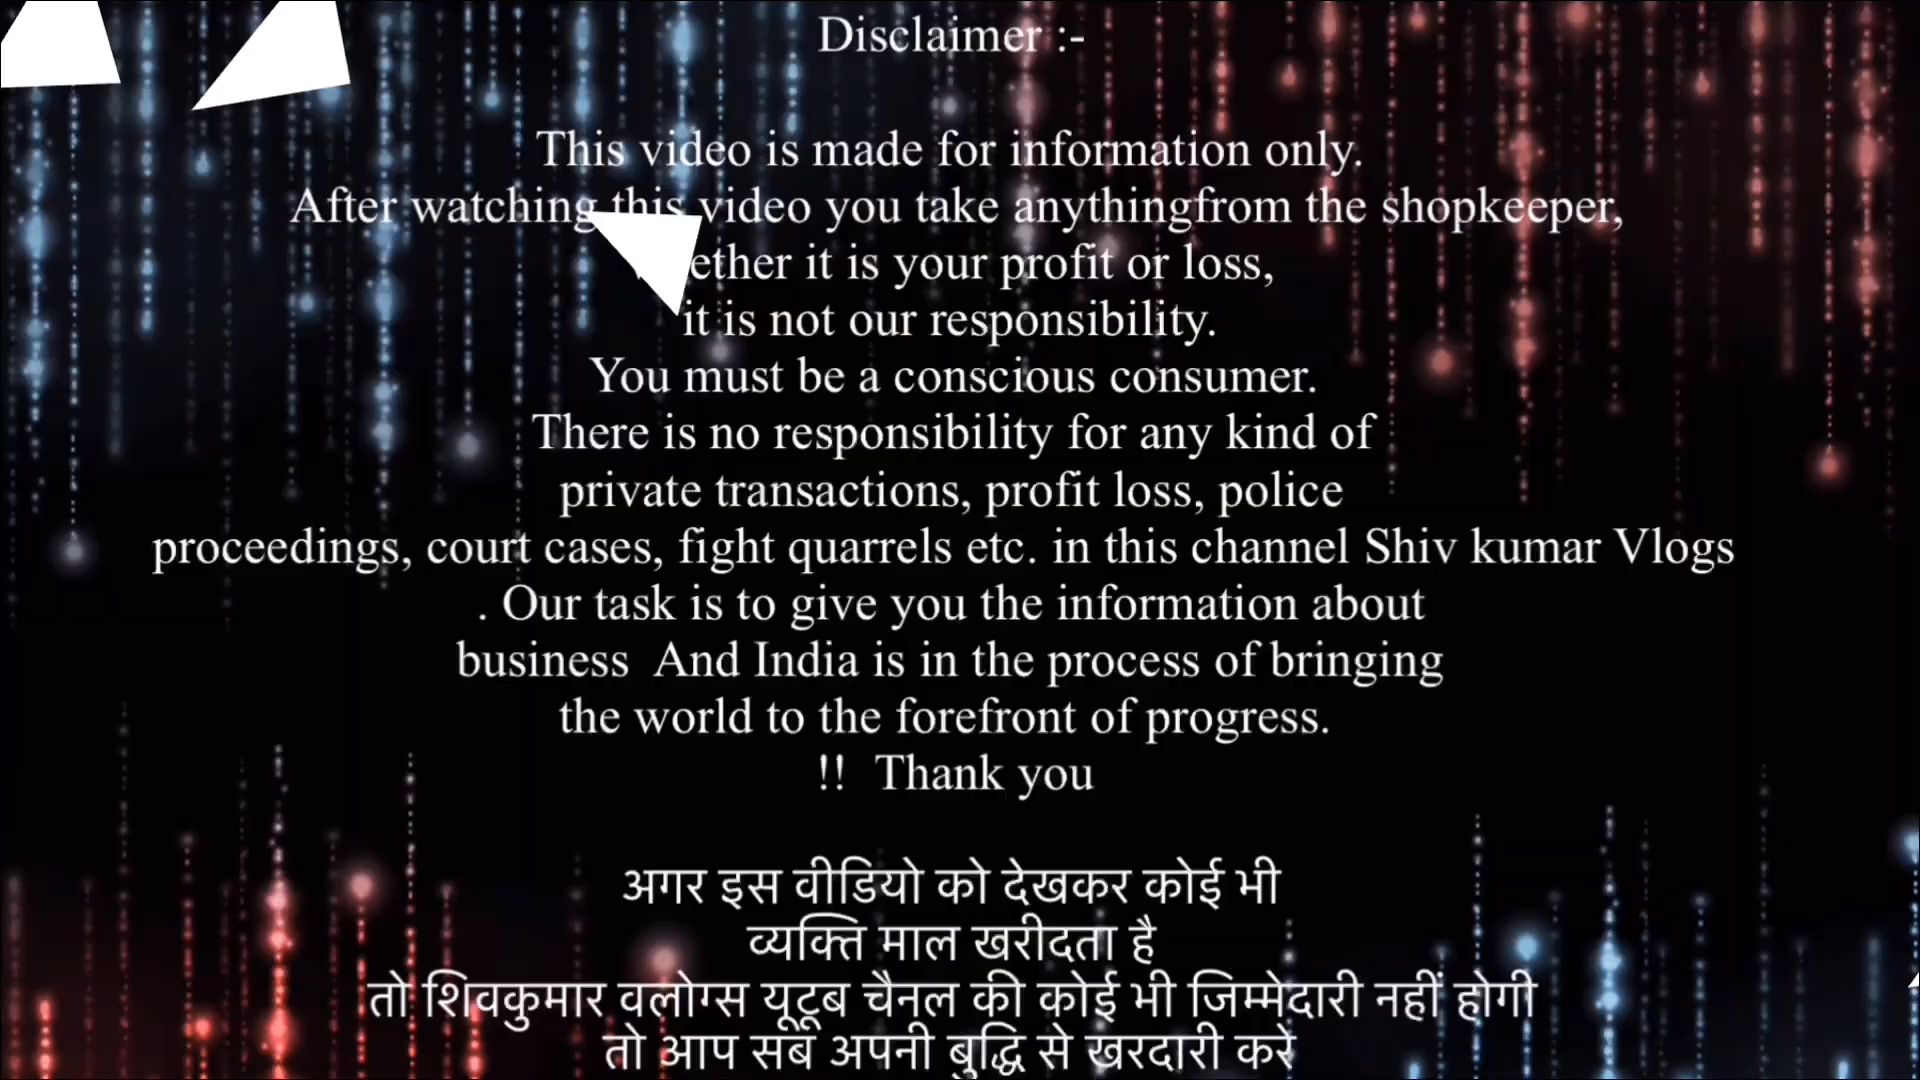 Disclaimer :-
This video is made for information only.
After watching this video you take anythingfrom the shopkeeper,
it is your profit or loss,
it is not our responsibility.
You must be a conscious consumer.
There is no responsibility for any kind of
private transactions, profit loss, police
proceedings, court cases, fight quarrels etc. in this channel Shiv kumar Vlogs
. Our task is to give you the information about
business And India is in the process of bringing
the world to the forefront of progress.
!! Thank you
अगर इस वीडियो को देखकर कोई भी
व्यक्ति माल खरीदता है
तो शिवकुमार वलोग्स यूटूब चैनल की कोई भी जिम्मेदारी नहीं होगी
तो आप सब अपनी बुद्धि से खरदारी करें